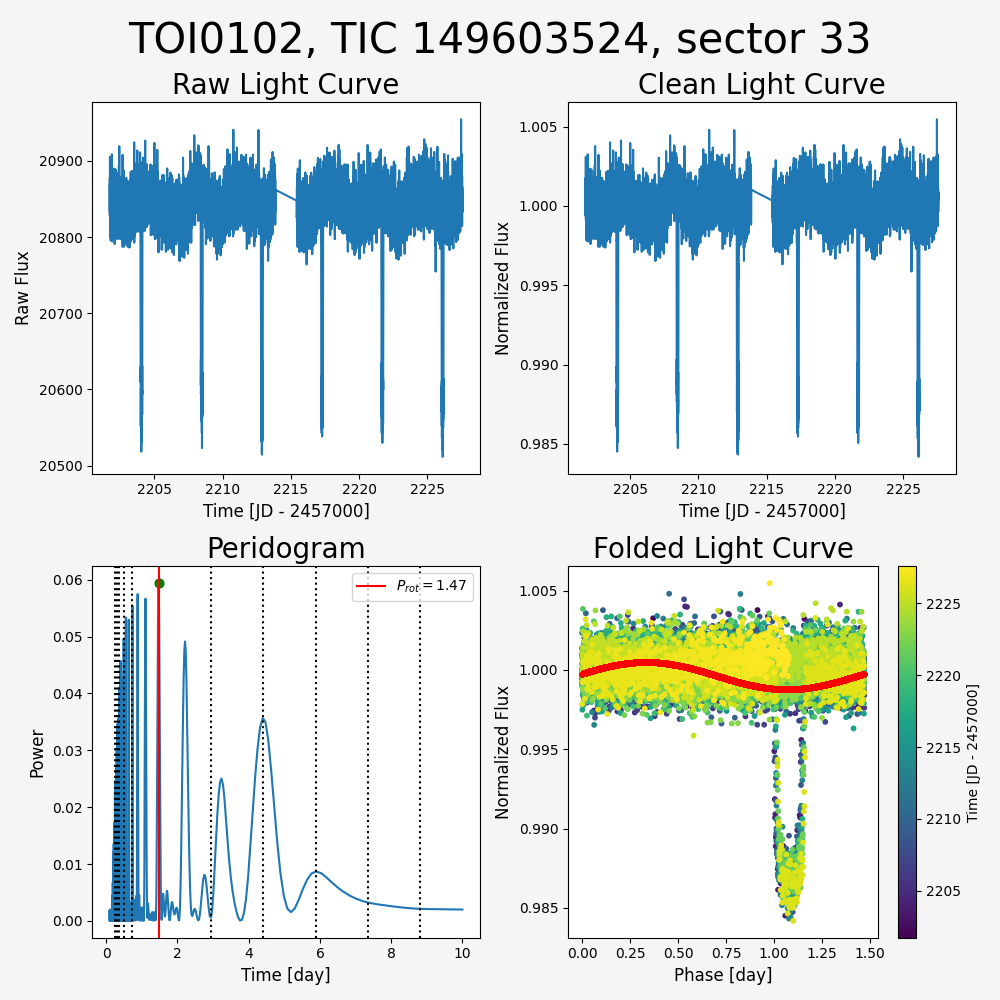 TOI0102, TIC 149603524, sector 33
Raw Light Curve
Clean Light Curve
20900
20800
20700
20600
20500
Raw Flux
2205 2210 2215 2220 2225
Time [JD - 2457000]
1.005
1.000
0.995
0.990
0.985
Normalized Flux
2205 2210 2215 2220 2225
Time [JD - 2457000]
Peridogram
Folded Light Curve
P_rot = 1.47
0.06
0.05
0.04
0.03
0.02
0.01
0.00
Power
0 2 4 6 8 10
Time [day]
1.005
1.000
0.995
0.990
0.985
Normalized Flux
0.00 0.25 0.50 0.75 1.00 1.25 1.50
Phase [day]
2225
2220
2215
2210
2205
Time [JD - 2457000]